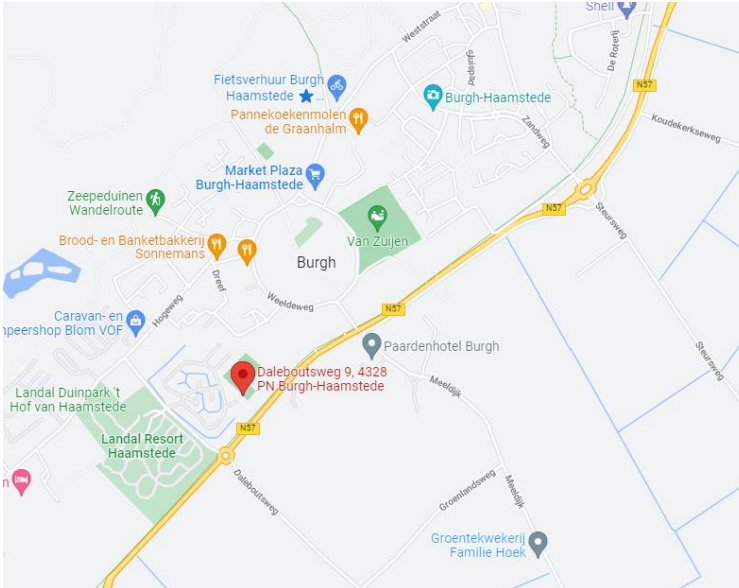 Snell
Weststraat
De Roterij
Padsluis
Fietsverhuur Burgh
Haamstede ★ ...
N57
Burgh-Haamstede
Pannekoekenmolen
de Graanhalm
Koudekerkseweg
Zandweg
Market Plaza
Burgh-Haamstede
Zeepeduinen
Wandelroute
N57
Steursweg
Van Zuijen
Brood- en Banketbakkerij
Sonnemans
Burgh
Dreef
Weeldeweg
Hogeweg
N57
Caravan- en
mpeershop Blom VOF
Paardenhotel Burgh
Steursweg
Daleboutsweg 9, 4328
PN Burgh-Haamstede
Meeldijk
Landal Duinpark 't
Hof van Haamstede
N57
Landal Resort
Haamstede
Daleboutsweg
Groenlandsweg
Meeldijk
n
Groentekwekerij
Familie Hoek